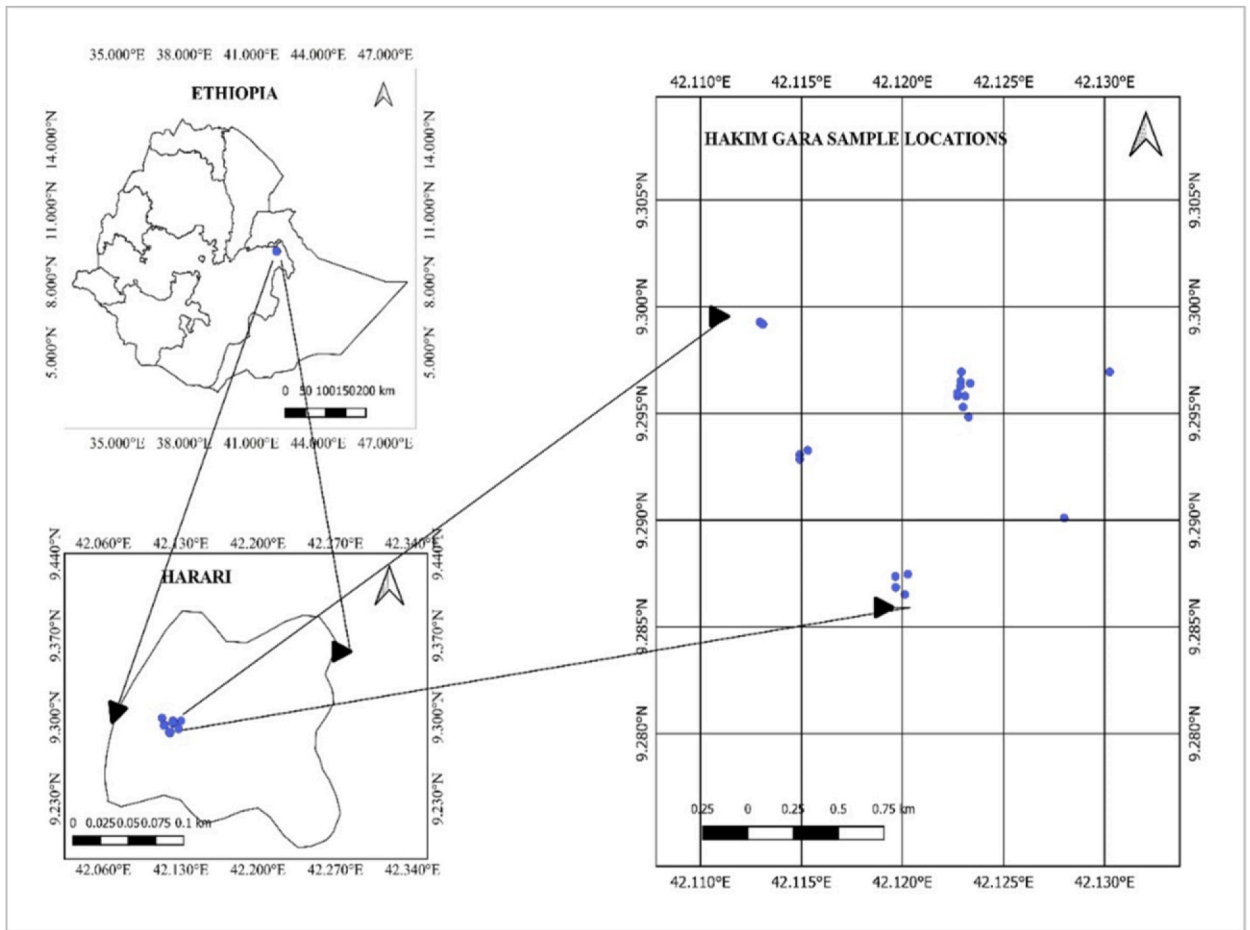 35.000°E 38.000°E 41.000°E 44.000°E 47.000°E
ETHIOPIA
14.000°N
11.000°N
8.000°N
5.000°N
14.000°N
11.000°N
8.000°N
5.000°N
0 50 100150200 km
35.000°E 38.000°E 41.000°E 44.000°E 47.000°E
42.060°E 42.130°E 42.200°E 42.270°E 42.340°E
HARARI
9.440°N
9.370°N
9.300°N
9.230°N
9.440°N
9.370°N
9.300°N
9.230°N
0 0.0250.050.075 0.1 km
42.060°E 42.130°E 42.200°E 42.270°E 42.340°E
42.110°E 42.115°E 42.120°E 42.125°E 42.130°E
HAKIM GARA SAMPLE LOCATIONS
9.305°N
9.300°N
9.295°N
9.290°N
9.285°N
9.280°N
9.305°N
9.300°N
9.295°N
9.290°N
9.285°N
9.280°N
0.25 0 0.25 0.5 0.75 km
42.110°E 42.115°E 42.120°E 42.125°E 42.130°E